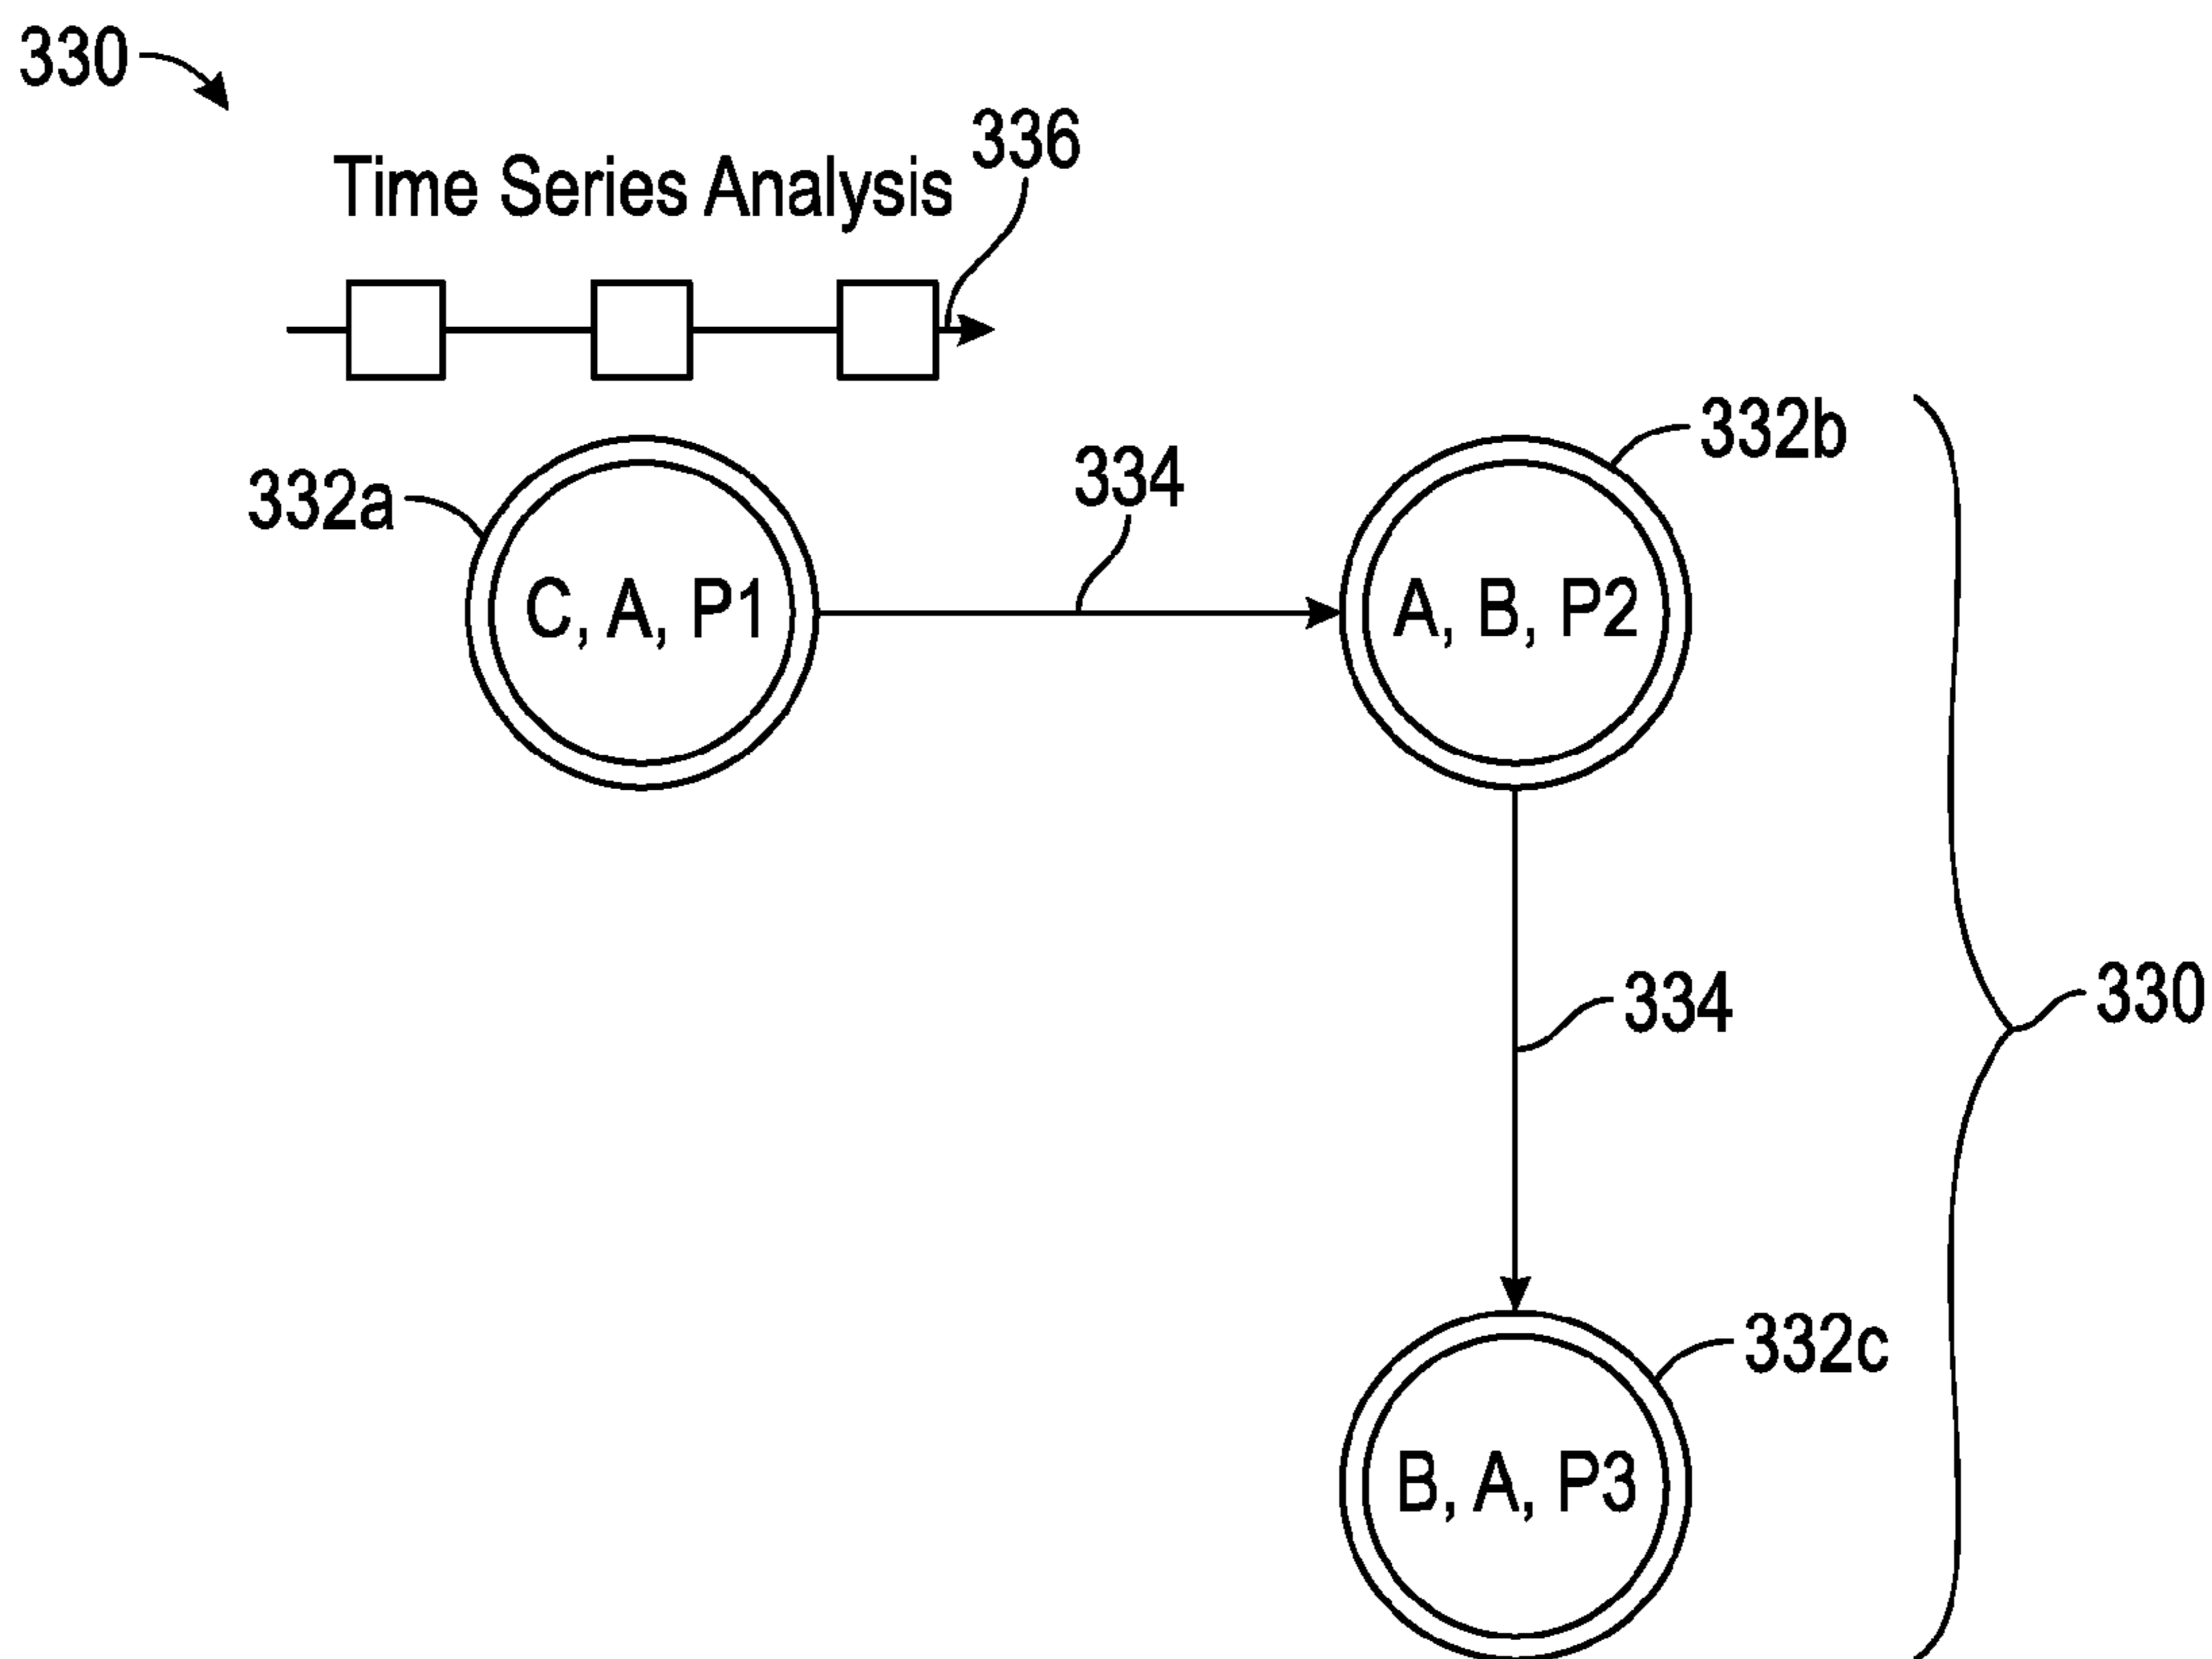 330
336
Time Series Analysis
332b
334
332a
C, A, P1
A, B, P2
330
334
332c
B, A, P3